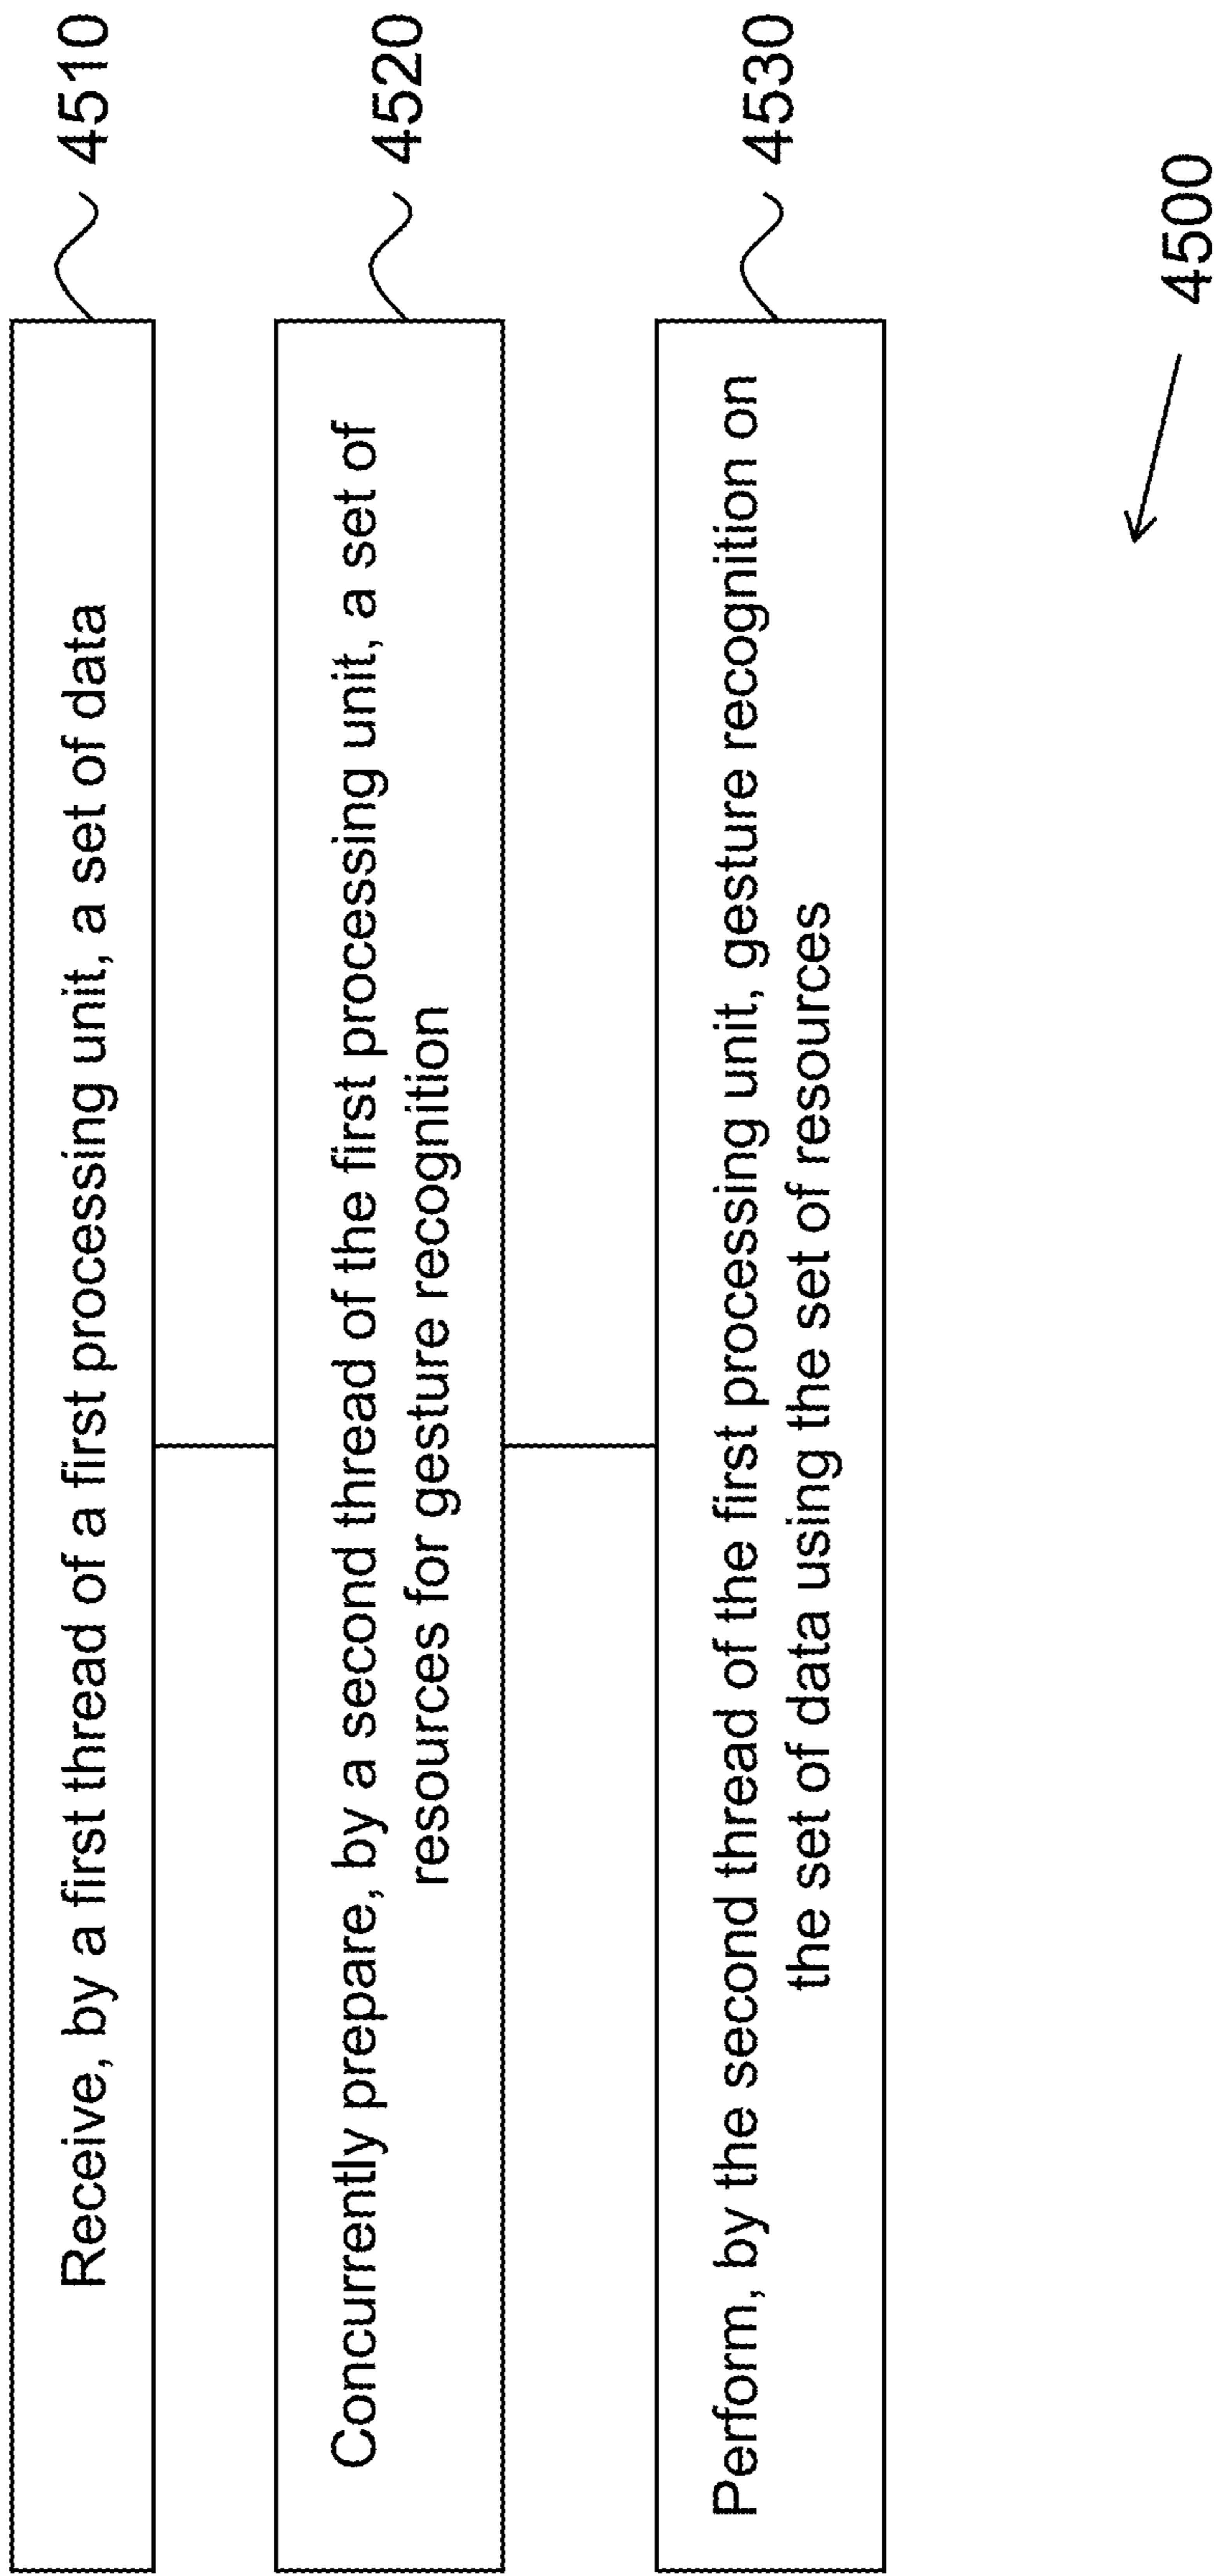 Receive, by a first thread of a first processing unit, a set of data
4510
Concurrently prepare, by a second thread of the first processing unit, a set of
resources for gesture recognition
4520
Perform, by the second thread of the first processing unit, gesture recognition on
the set of data using the set of resources
4530
4500